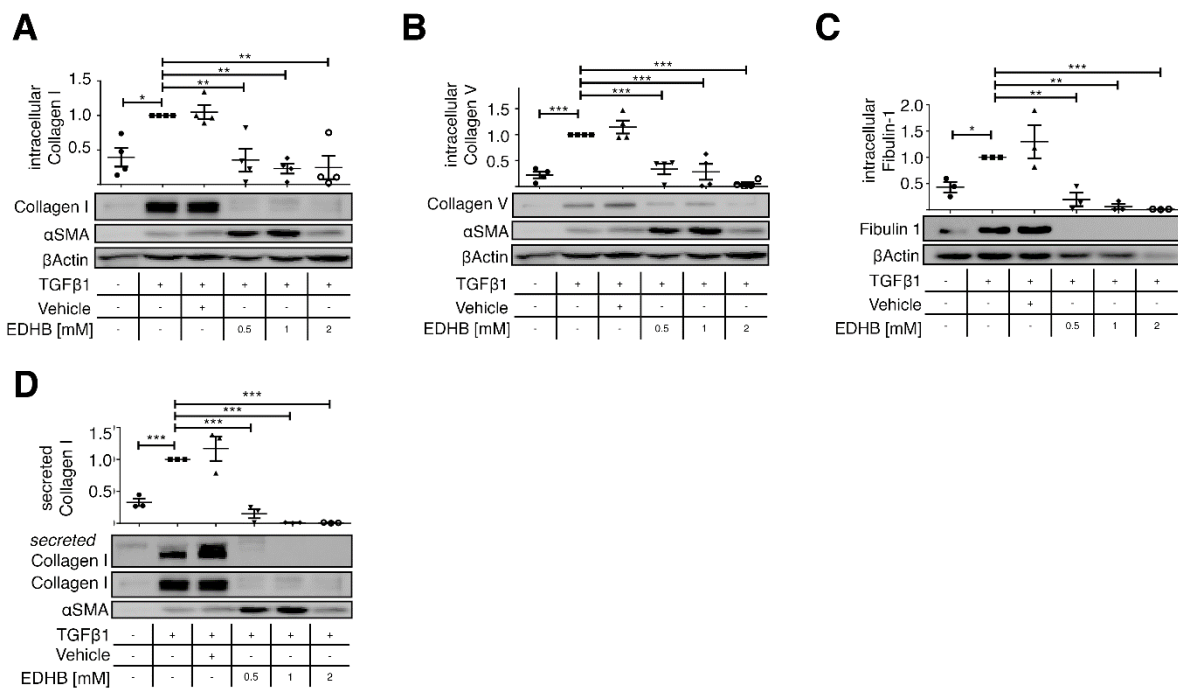 A
** 
**
**
*
1.5
1.0
0.5
intracellular
Collagen I
Collagen I
αSMA
βActin
TGFβ1 - + + + + +
Vehicle - - + - - -
EDHB [mM] - - - 0.5 1 2
B
***
***
***
***
1.5
1.0
0.5
intracellular
Collagen V
Collagen V
αSMA
βActin
TGFβ1 - + + + + +
Vehicle - - + - - -
EDHB [mM] - - - 0.5 1 2
C
***
**
**
*
2.0
1.5
1.0
0.5
intracellular
Fibulin-1
Fibulin 1
βActin
TGFβ1 - + + + + +
Vehicle - - + - - -
EDHB [mM] - - - 0.5 1 2
D
***
***
***
***
1.5
1.0
0.5
secreted
Collagen I
secreted
Collagen I
Collagen I
αSMA
TGFβ1 - + + + + +
Vehicle - - + - - -
EDHB [mM] - - - 0.5 1 2